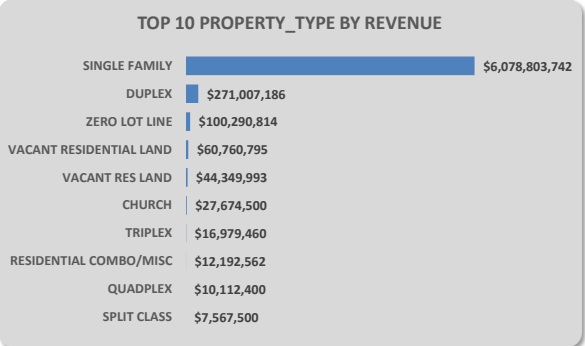 TOP 10 PROPERTY_TYPE BY REVENUE
SINGLE FAMILY $6,078,803,742
DUPLEX $271,007,186
ZERO LOT LINE $100,290,814
VACANT RESIDENTIAL LAND $60,760,795
VACANT RES LAND $44,349,993
CHURCH $27,674,500
TRIPLEX $16,979,460
RESIDENTIAL COMBO/MISC $12,192,562
QUADPLEX $10,112,400
SPLIT CLASS $7,567,500